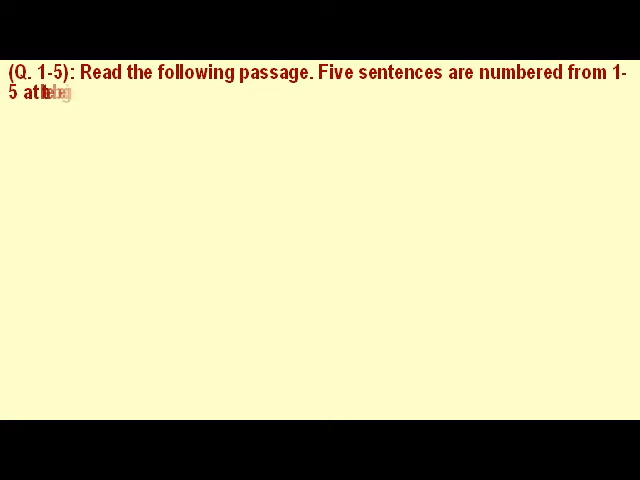 (Q. 1-5): Read the following passage. Five sentences are numbered from 1-
5 at